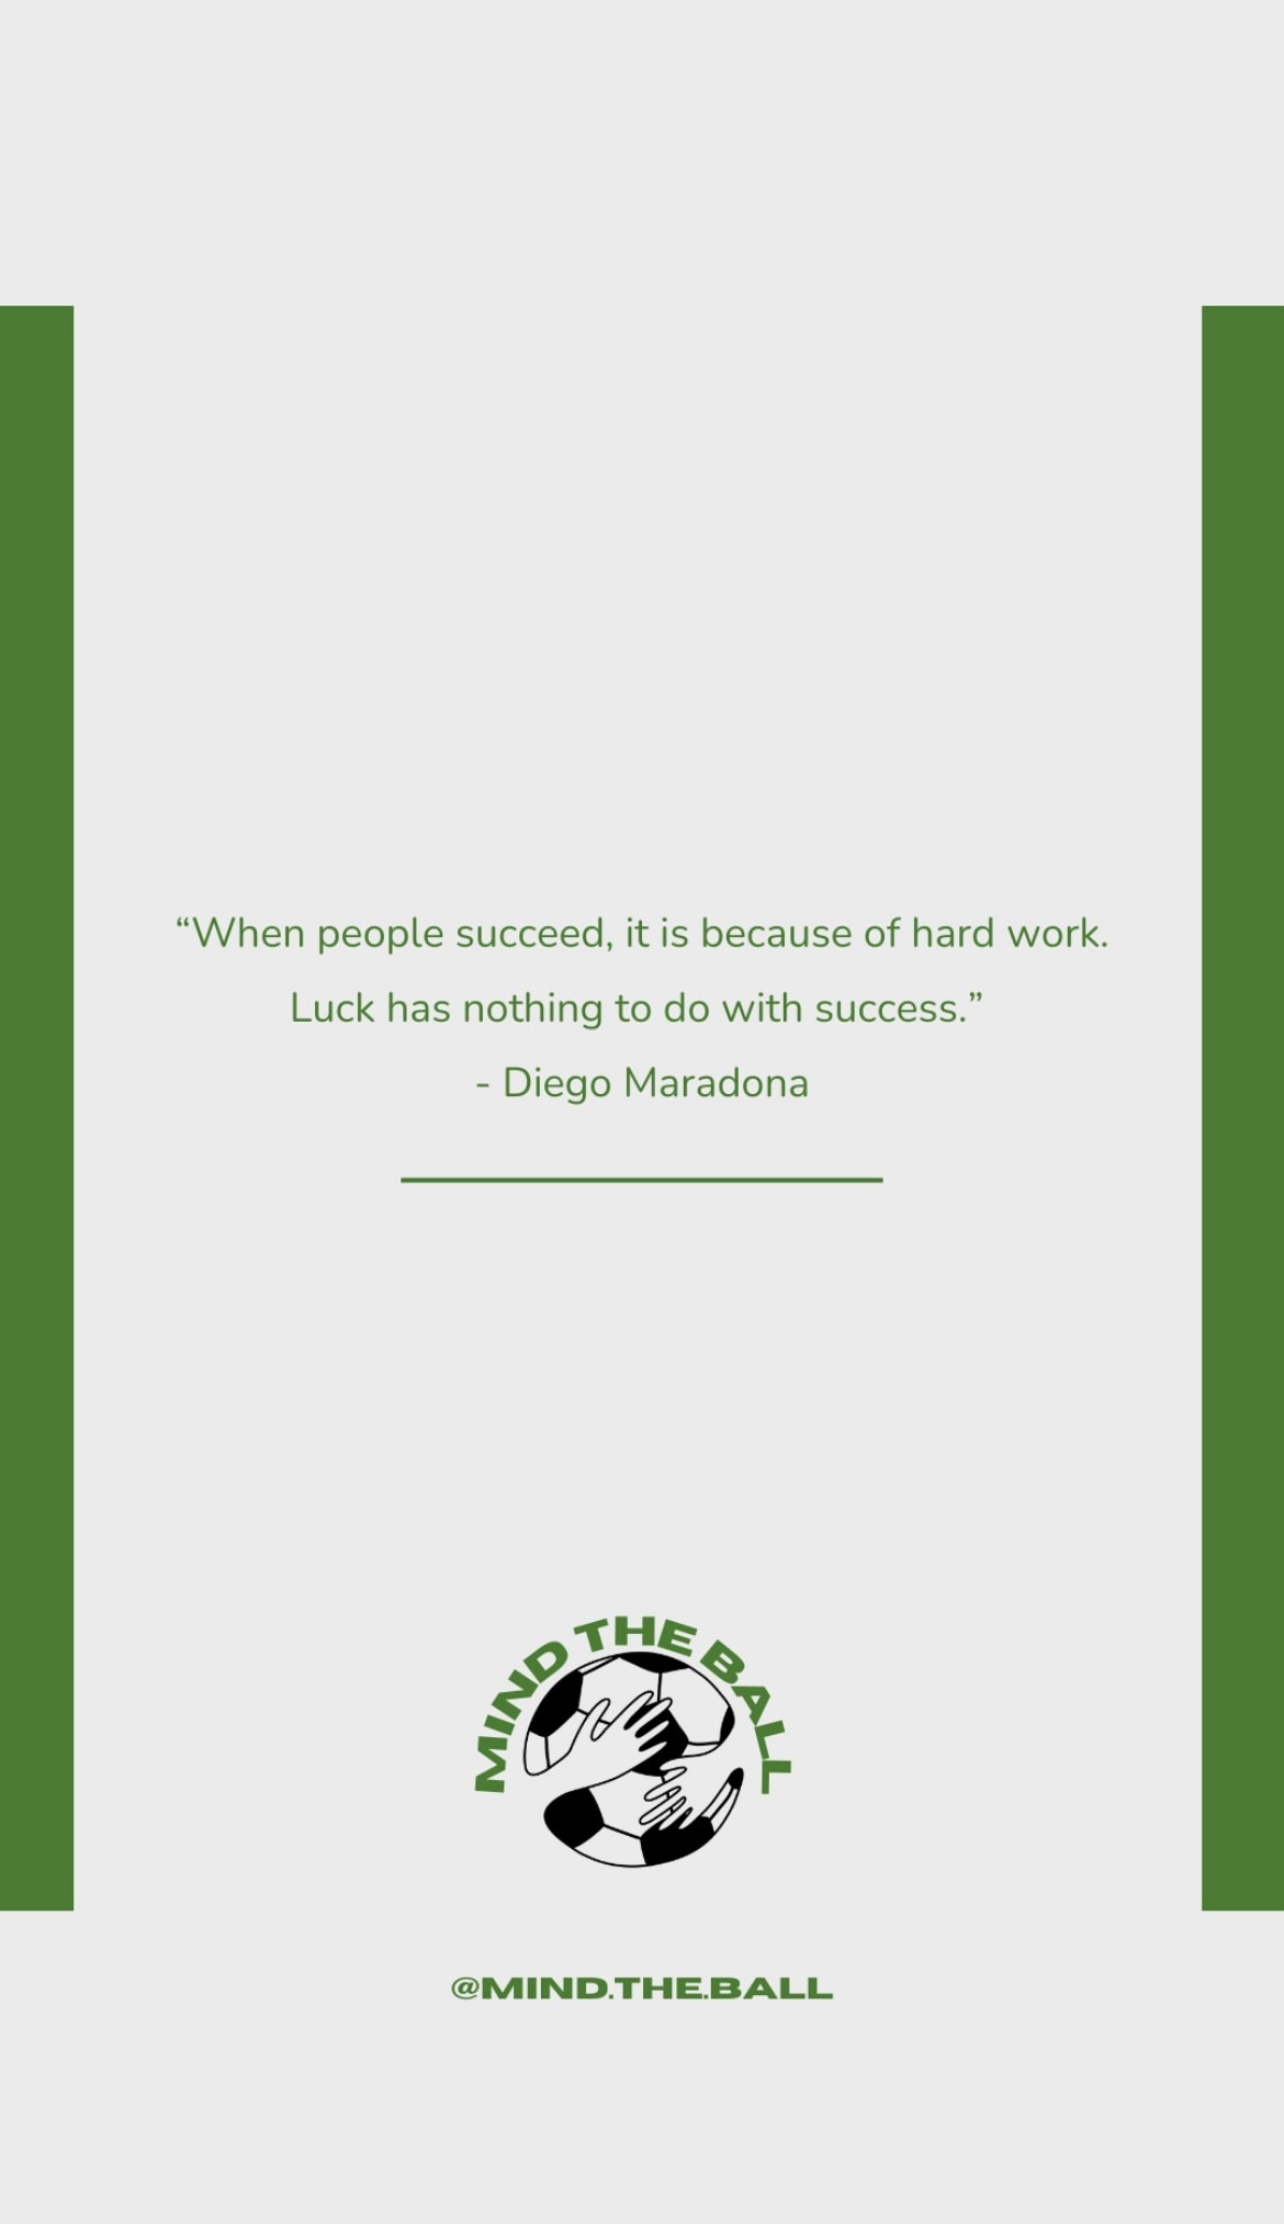 “When people succeed, it is because of hard work.
Luck has nothing to do with success.”
- Diego Maradona
MIND THE BALL
@MIND.THE.BALL